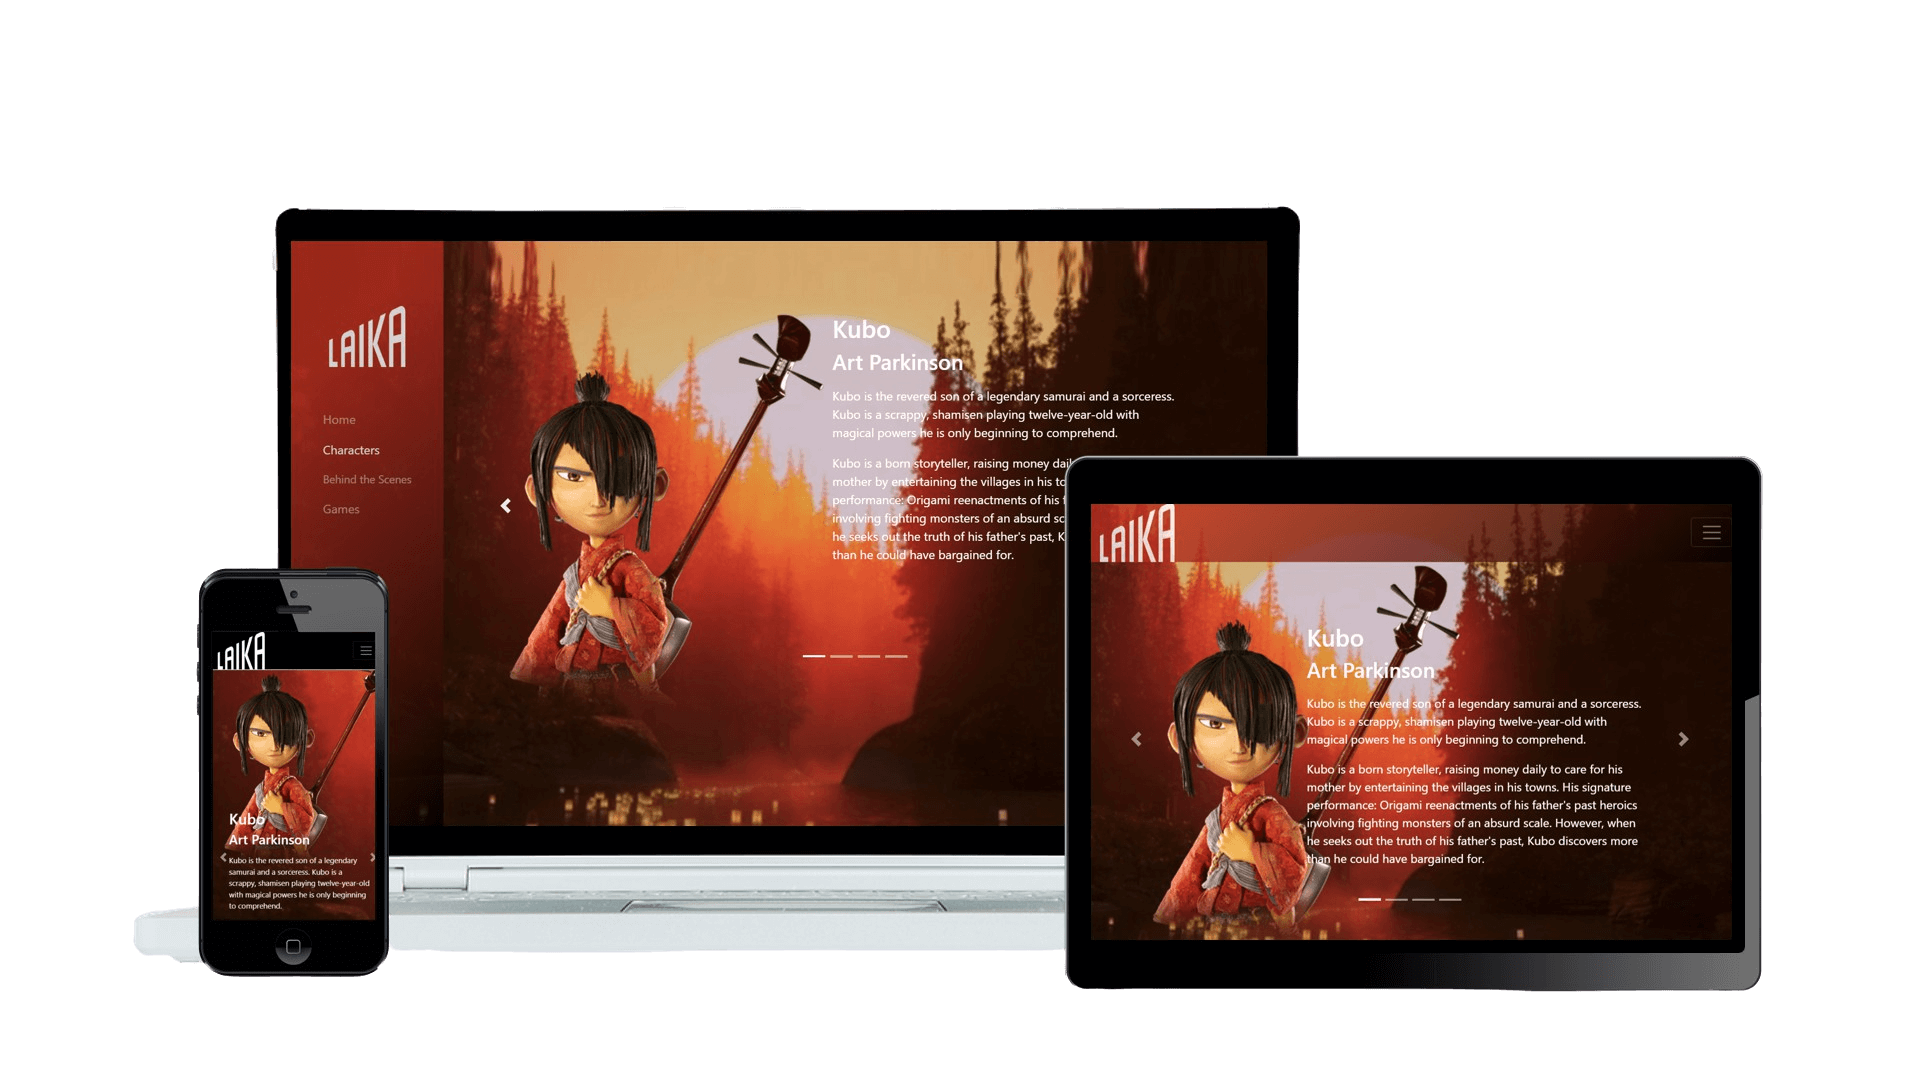 LAIKA
Home
Characters
Behind the Scenes
Games
Kubo
Art Parkinson
Kubo is the revered son of a legendary samurai and a sorceress.
Kubo is a scrappy, shamisen playing twelve-year-old with
magical powers he is only beginning to comprehend.
Kubo is a born storyteller, raising money dail
mother by entertaining the villages in his to
performance: Origami reenactments of his f
involving fighting monsters of an absurd sc
he seeks out the truth of his father's past, K
than he could have bargained for.
LAIKA
Kubo
Art Parkinson
Kubo is the revered son of a legendary samurai and a sorceress.
Kubo is a scrappy, shamisen playing twelve-year-old with
magical powers he is only beginning to comprehend.
Kubo is a born storyteller, raising money daily to care for his
mother by entertaining the villages in his towns. His signature
performance: Origami reenactments of his father's past heroics
involving fighting monsters of an absurd scale. However, when
he seeks out the truth of his father's past, Kubo discovers more
than he could have bargained for.
LAIKA
Kubo
Art Parkinson
Kubo is the revered son of a legendary
samurai and a sorceress. Kubo is a
scrappy, shamisen playing twelve-year-old
with magical powers he is only beginning
to comprehend.